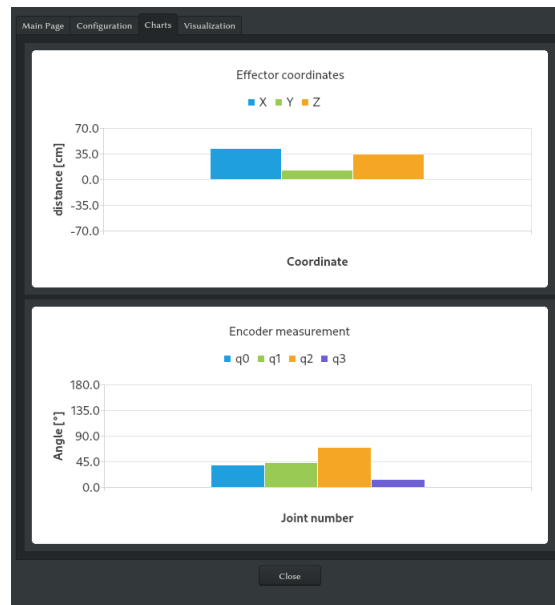 Main Page Configuration Charts Visualization
Effector coordinates
X Y Z
70.0
35.0
0.0
-35.0
-70.0
distance [cm]
Coordinate
Encoder measurement
q0 q1 q2 q3
180.0
135.0
90.0
45.0
0.0
Angle [°]
Joint number
Close